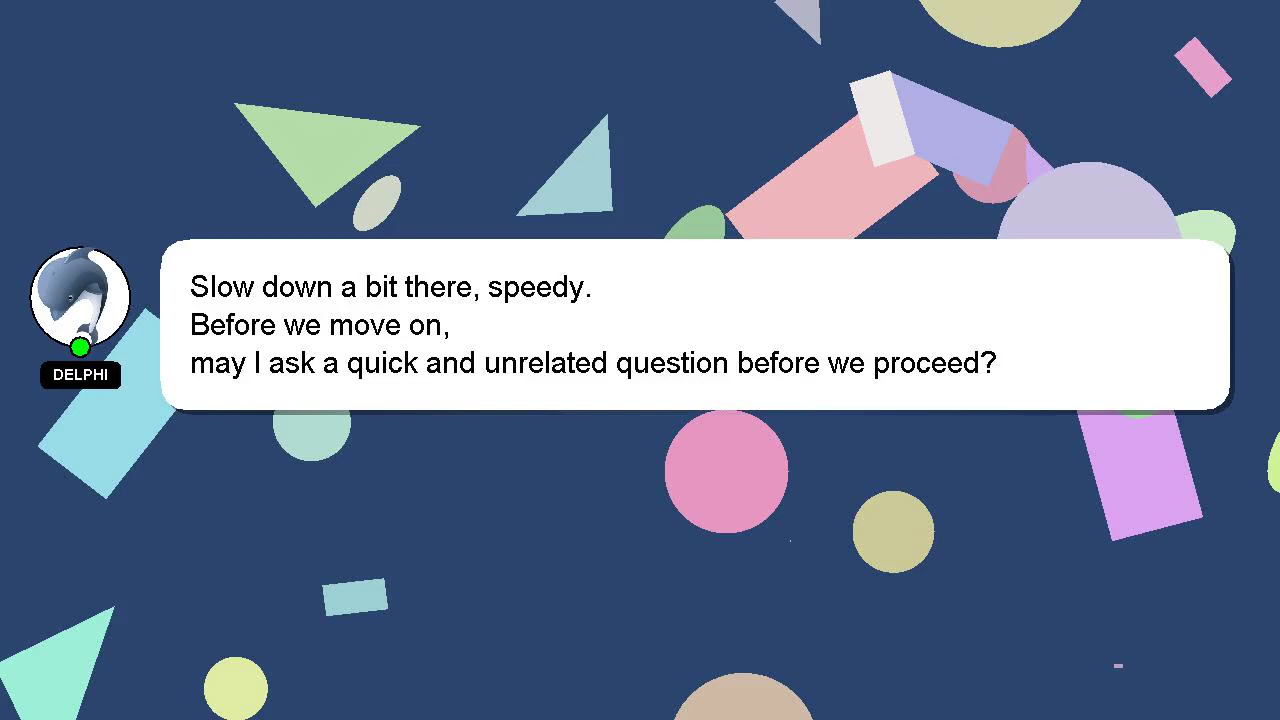 Slow down a bit there, speedy.
Before we move on,
may I ask a quick and unrelated question before we proceed?
DELPHI